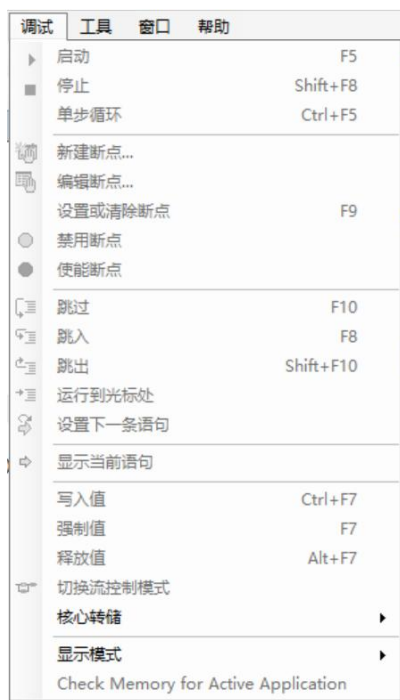 调试 工具 窗口 帮助
启动 F5
停止 Shift+F8
单步循环 Ctrl+F5
新建断点...
编辑断点...
设置或清除断点 F9
禁用断点
使能断点
跳过 F10
跳入 F8
跳出 Shift+F10
运行到光标处
设置下一条语句
显示当前语句
写入值 Ctrl+F7
强制值 F7
释放值 Alt+F7
切换流控制模式
核心转储
显示模式
Check Memory for Active Application